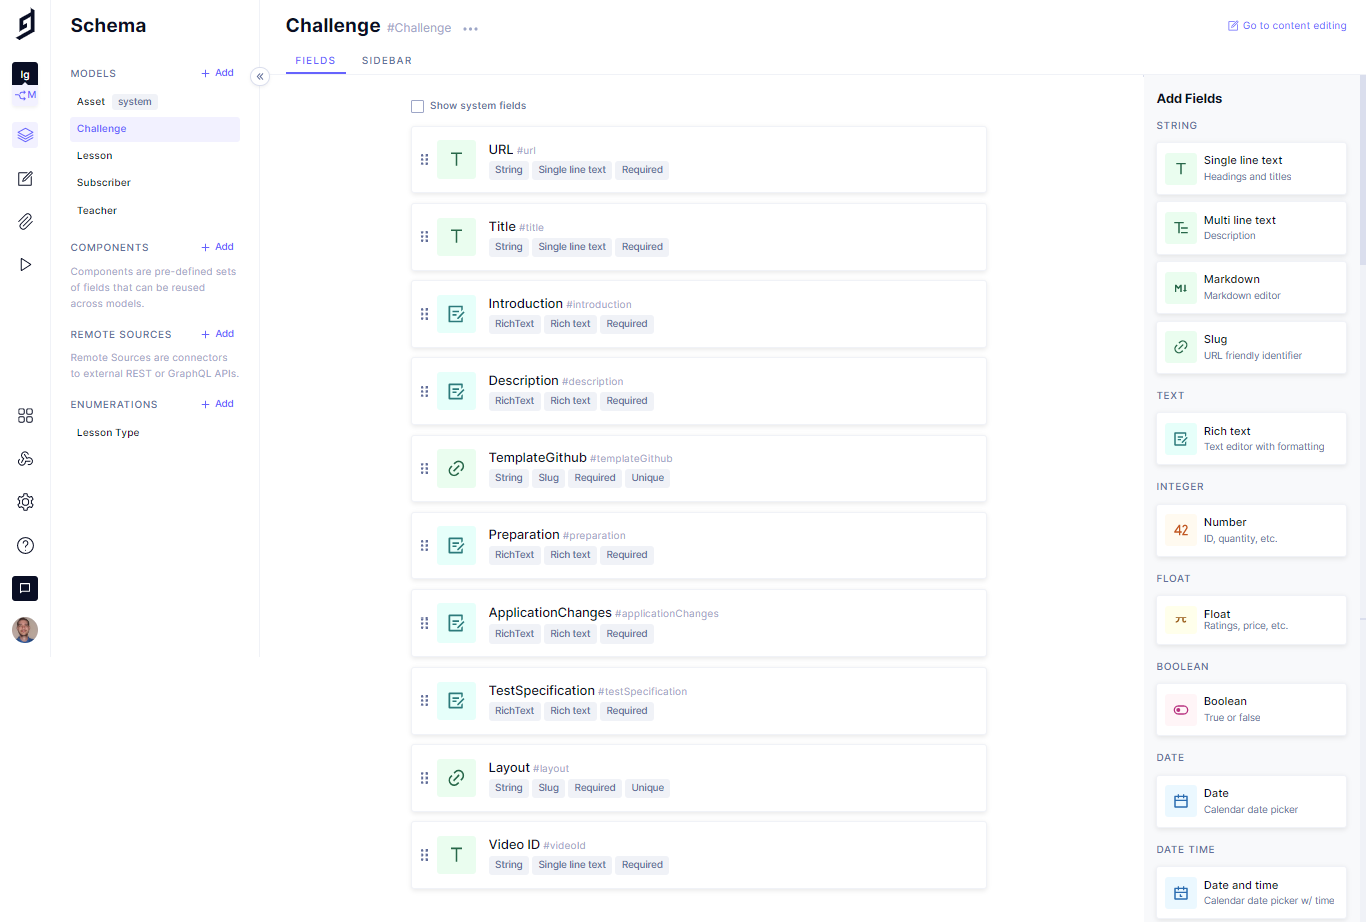 Schema
MODELS
+ Add
Asset system
Challenge
Lesson
Subscriber
Teacher
COMPONENTS
+ Add
Components are pre-defined sets
of fields that can be reused
across models.
REMOTE SOURCES
+ Add
Remote Sources are connectors
to external REST or GraphQL APIs.
ENUMERATIONS
+ Add
Lesson Type
lg
M
Challenge #Challenge ...
Go to content editing
FIELDS SIDEBAR
Show system fields
URL #url
String Single line text Required
Title #title
String Single line text Required
Introduction #introduction
RichText Rich text Required
Description #description
RichText Rich text Required
TemplateGithub #templateGithub
String Slug Required Unique
Preparation #preparation
RichText Rich text Required
ApplicationChanges #applicationChanges
RichText Rich text Required
TestSpecification #testSpecification
RichText Rich text Required
Layout #layout
String Slug Required Unique
Video ID #videoId
String Single line text Required
Add Fields
STRING
Single line text
Headings and titles
Multi line text
Description
Markdown
Markdown editor
Slug
URL friendly identifier
TEXT
Rich text
Text editor with formatting
INTEGER
42
Number
ID, quantity, etc.
FLOAT
Float
Ratings, price, etc.
BOOLEAN
Boolean
True or false
DATE
Date
Calendar date picker
DATE TIME
Date and time
Calendar date picker w/ time